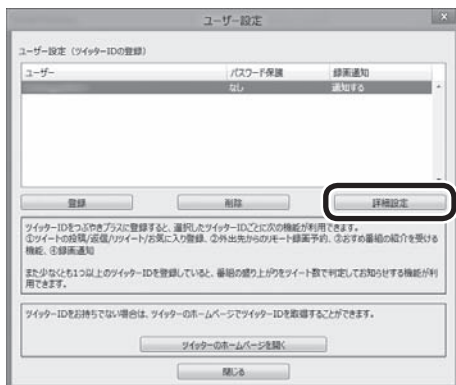 ユーザー設定
ユーザー設定（ツイッターIDの登録）
ユーザー パスワード保護 録画通知
なし 通知する
登録 削除 詳細設定
ツイッターIDをつぶやきプラスに登録すると、選択したツイッターIDごとに次の機能が利用できます。
①ツイートの投稿/返信/リツイート/お気に入り登録、②外出先からのリモート録画予約、③おすすめ番組の紹介を受ける
機能、④録画通知
また少なくとも1つ以上のツイッターIDを登録していると、番組の盛り上がりをツイート数で判定してお知らせする機能が利
用できます。
ツイッターIDをお持ちでない場合は、ツイッターのホームページでツイッターIDを取得することができます。
ツイッターのホームページを開く
閉じる